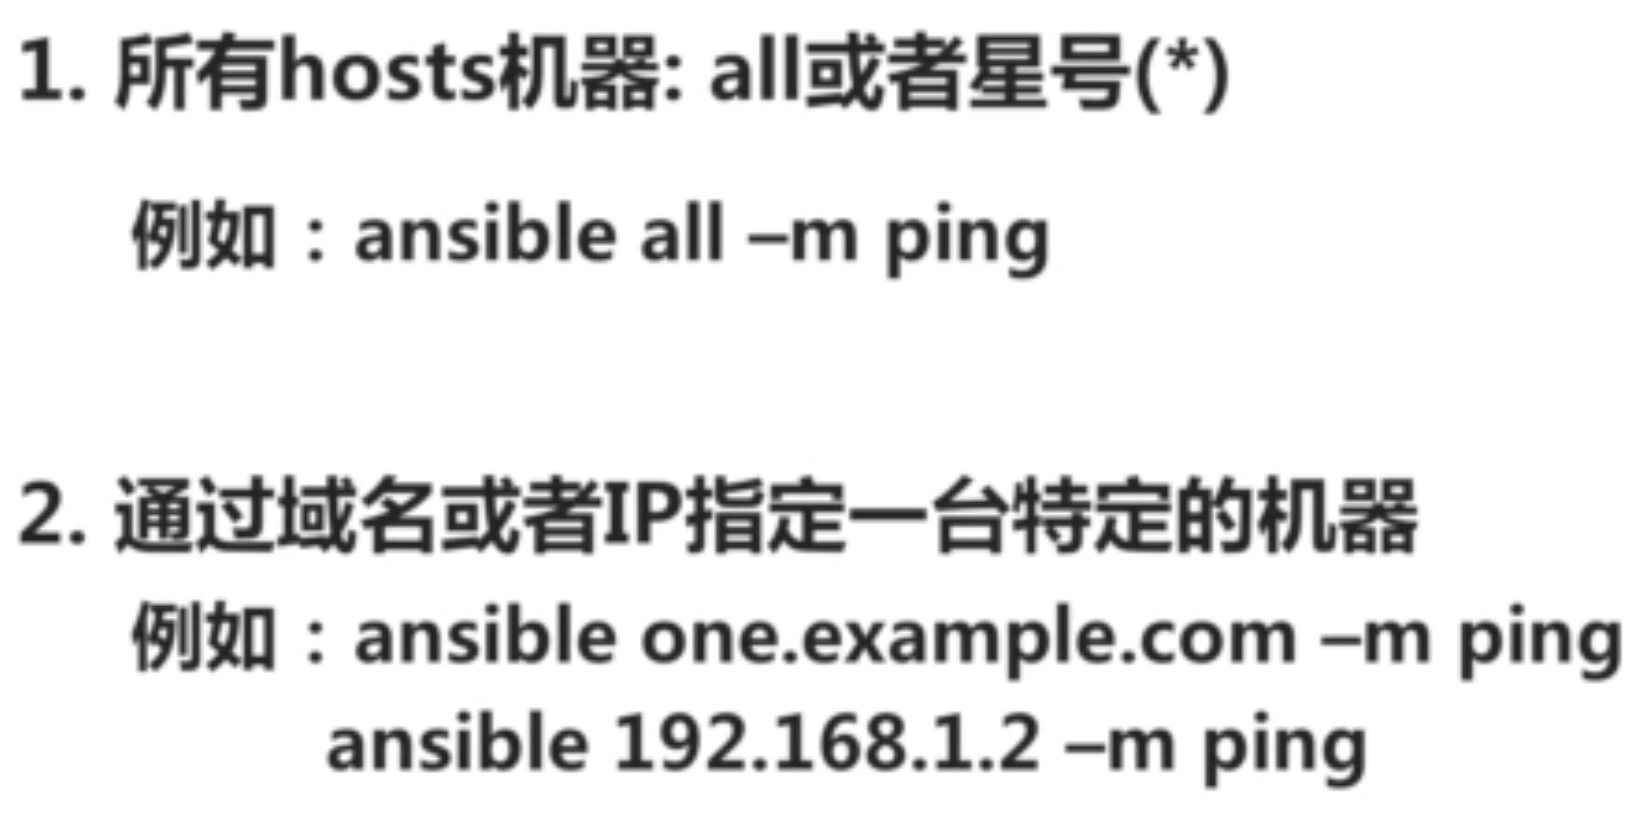 1. 所有hosts机器: all或者星号(*)
例如：ansible all –m ping
2. 通过域名或者IP指定一台特定的机器
例如：ansible one.example.com –m ping
ansible 192.168.1.2 –m ping